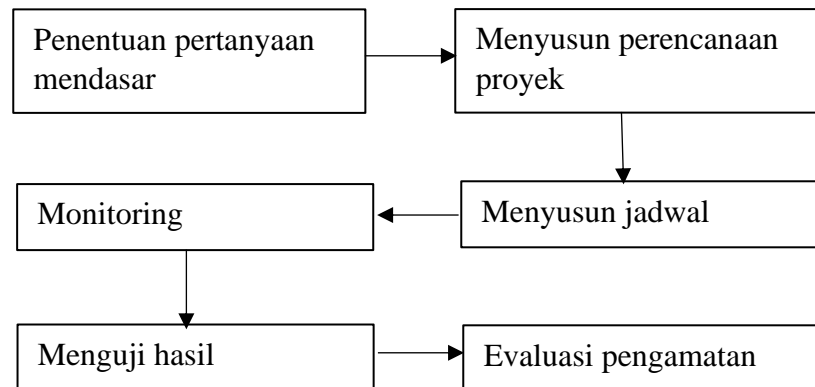 Penentuan pertanyaan
mendasar
Menyusun perencanaan
proyek
Menyusun jadwal
Monitoring
Menguji hasil
Evaluasi pengamatan